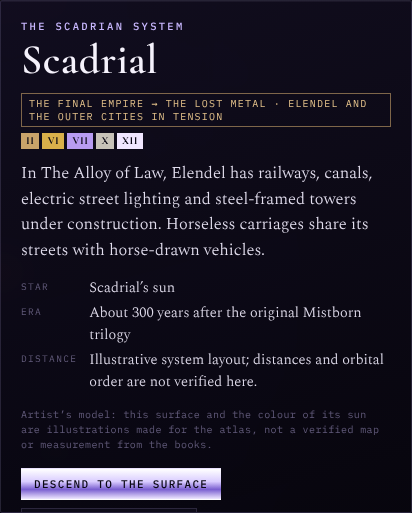 THE SCADRIAN SYSTEM
Scadrial
THE FINAL EMPIRE → THE LOST METAL · ELENDEL AND
THE OUTER CITIES IN TENSION
II VI VII X XII
In The Alloy of Law, Elendel has railways, canals,
electric street lighting and steel-framed towers
under construction. Horseless carriages share its
streets with horse-drawn vehicles.
STAR Scadrial’s sun
ERA About 300 years after the original Mistborn
trilogy
DISTANCE Illustrative system layout; distances and orbital
order are not verified here.
Artist’s model: this surface and the colour of its sun
are illustrations made for the atlas, not a verified map
or measurement from the books.
DESCEND TO THE SURFACE